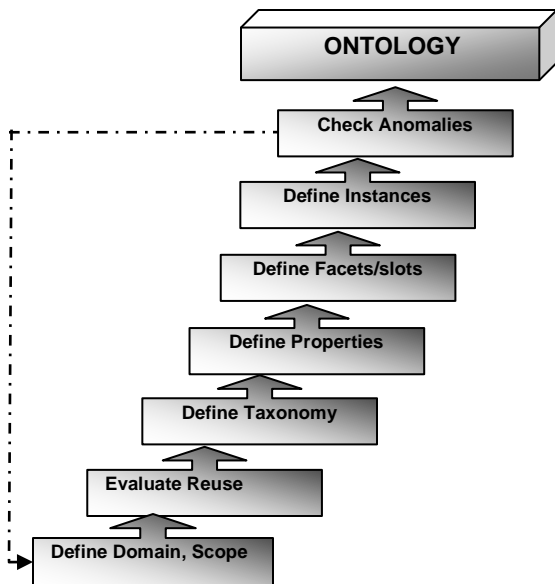 ONTOLOGY
Check Anomalies
Define Instances
Define Facets/slots
Define Properties
Define Taxonomy
Evaluate Reuse
Define Domain, Scope